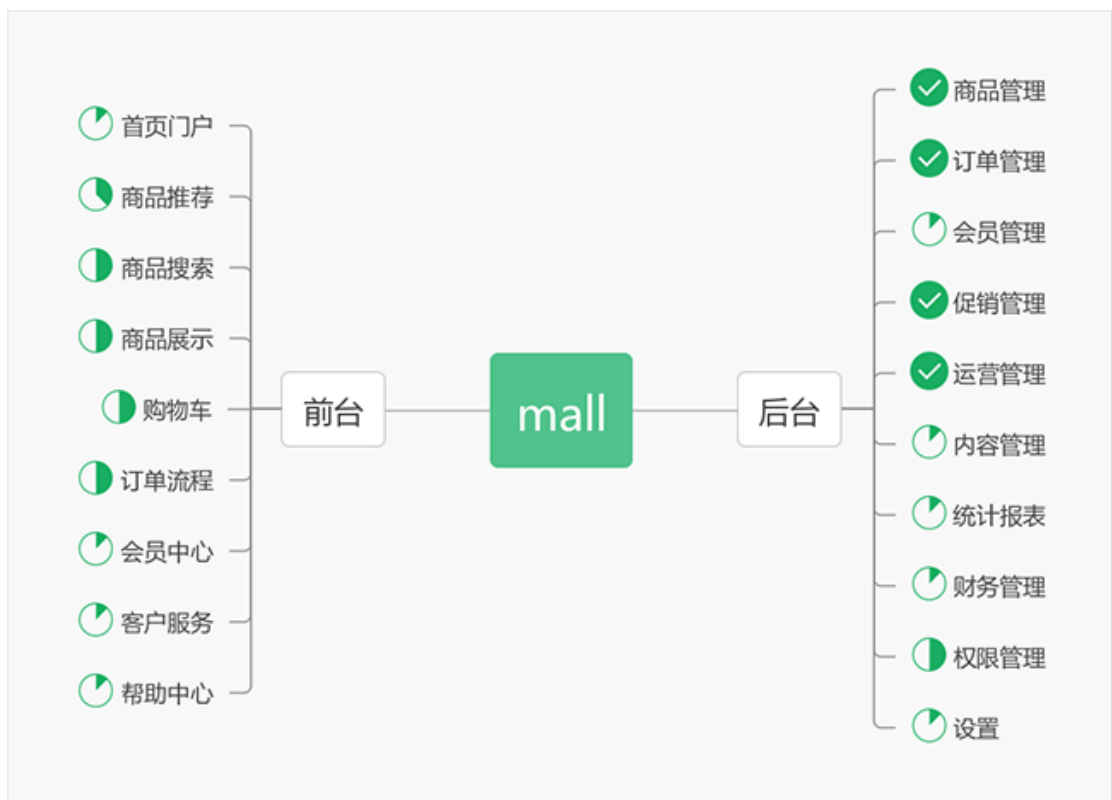 首页门户
商品推荐
商品搜索
商品展示
购物车
订单流程
会员中心
客户服务
帮助中心
前台
mall
后台
商品管理
订单管理
会员管理
促销管理
运营管理
内容管理
统计报表
财务管理
权限管理
设置